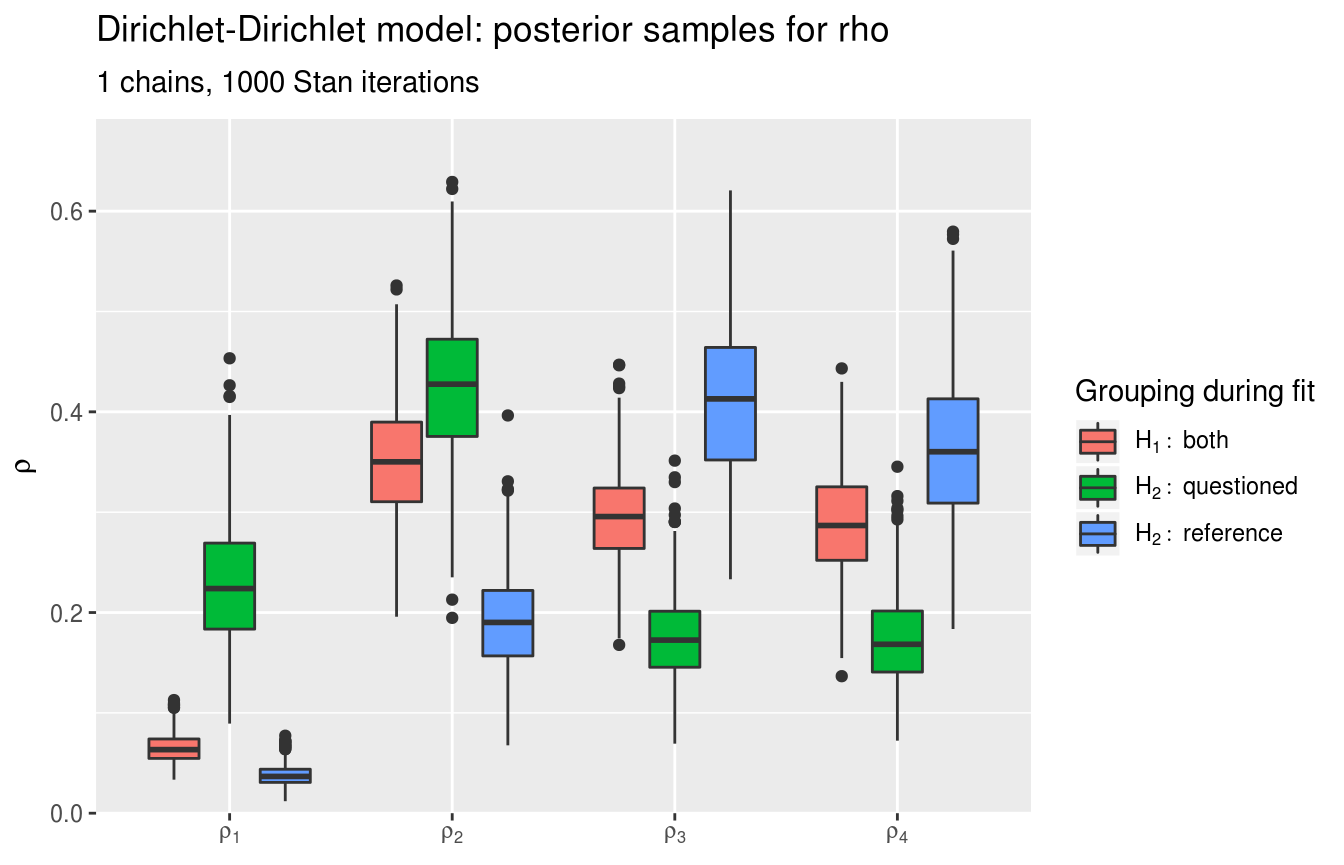 Dirichlet-Dirichlet model: posterior samples for rho
1 chains, 1000 Stan iterations
ρ
0.6
0.4
0.2
0.0
ρ₁ ρ₂ ρ₃ ρ₄
Grouping during fit
H₁ : both
H₂ : questioned
H₂ : reference